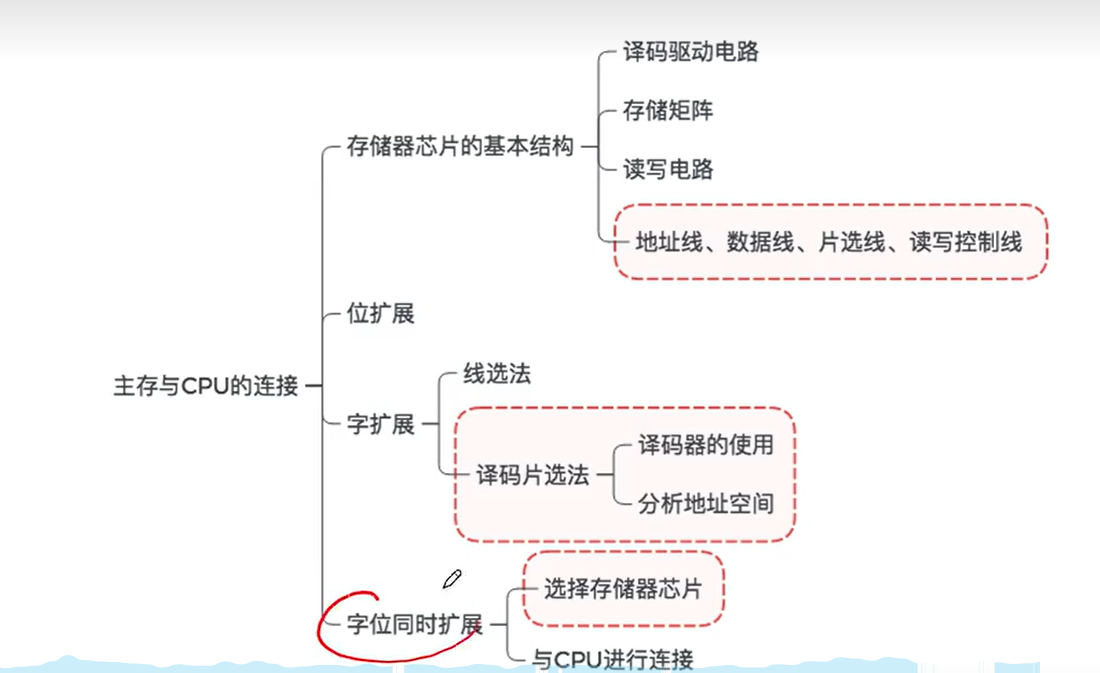 主存与CPU的连接
存储器芯片的基本结构
译码驱动电路
存储矩阵
读写电路
地址线、数据线、片选线、读写控制线
位扩展
字扩展
线选法
译码片选法
译码器的使用
分析地址空间
字位同时扩展
选择存储器芯片
与CPU进行连接